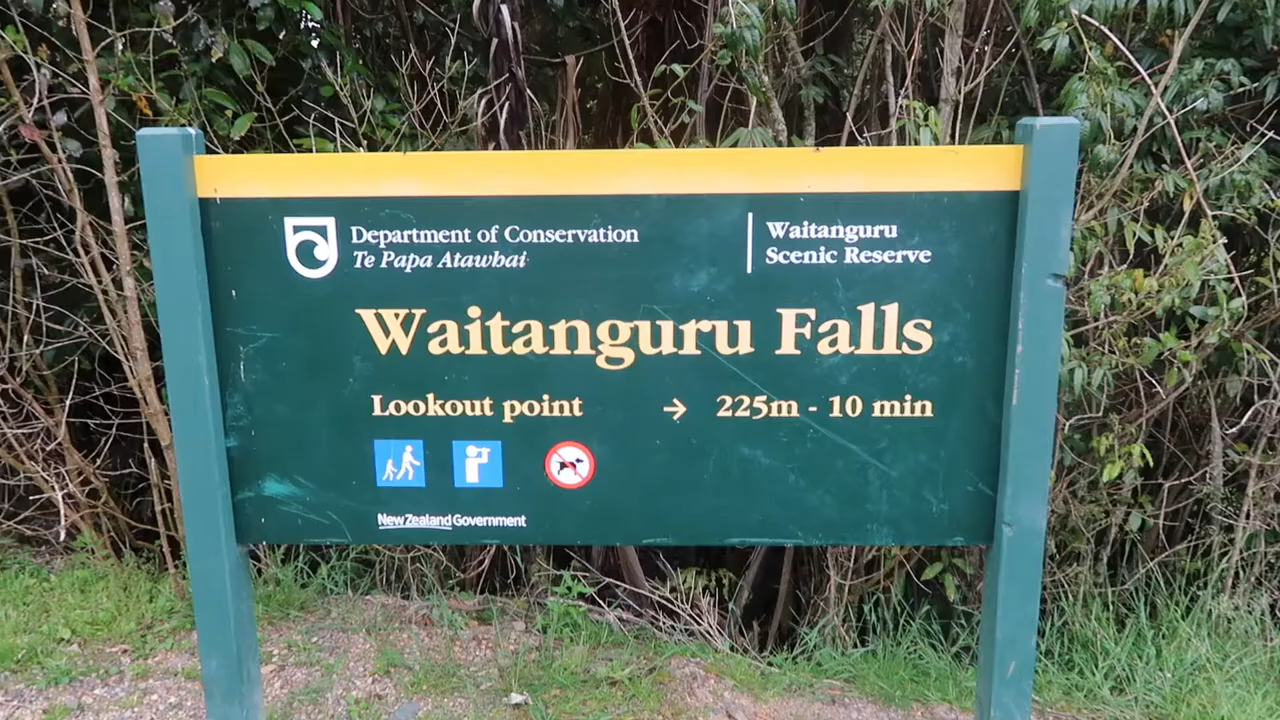 Department of Conservation
Te Papa Atawhai
Waitanguru
Scenic Reserve
Waitanguru Falls
Lookout point → 225m - 10 min
New Zealand Government